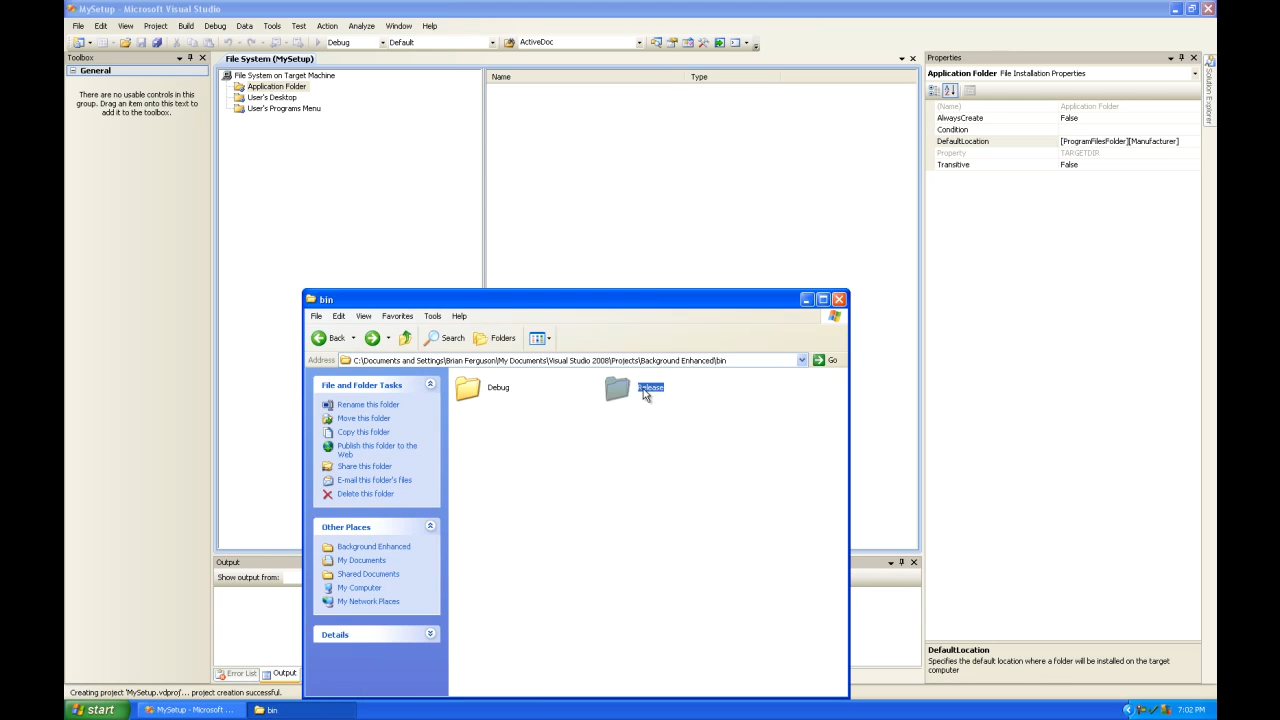 MySetup - Microsoft Visual Studio
File Edit View Project Build Debug Data Tools Test Action Analyze Window Help
Debug Default ActiveDoc
Toolbox
General
There are no usable controls in this
group. Drag an item onto this text to
add it to the toolbox.
File System (MySetup)
File System on Target Machine
Application Folder
User's Desktop
User's Programs Menu
Name Type
Properties
Application Folder File Installation Properties
(Name) Application Folder
AlwaysCreate False
Condition
DefaultLocation [ProgramFilesFolder][Manufacturer]
Property TARGETDIR
Transitive False
Solution Explorer
bin
File Edit View Favorites Tools Help
Back Search Folders
Address C:\Documents and Settings\Brian Ferguson\My Documents\Visual Studio 2008\Projects\Background Enhanced\bin Go
File and Folder Tasks
Rename this folder
Move this folder
Copy this folder
Publish this folder to the
Web
Share this folder
E-mail this folder's files
Delete this folder
Other Places
Background Enhanced
My Documents
Shared Documents
My Computer
My Network Places
Details
Debug Release
Output
Show output from:
Error List Output
DefaultLocation
Specifies the default location where a folder will be installed on the target
computer
Creating project 'MySetup.vdproj'... project creation successful.
start MySetup - Microsoft ... bin 7:02 PM